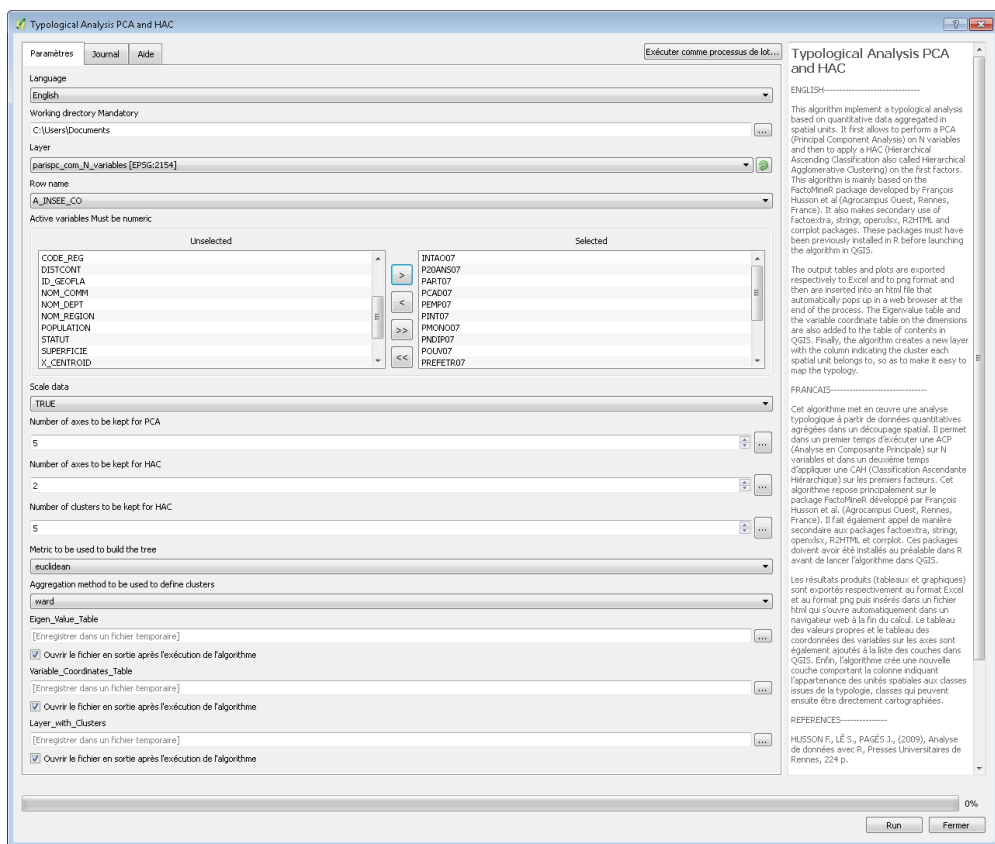 Typological Analysis PCA and HAC
Paramètres
Journal
Aide
Exécuter comme processus de lot...
Language
English
Working directory Mandatory
C:\Users\Documents
...
Layer
parispc_com_N_variables [EPSG:2154]
Row name
A_INSEE_CO
Active variables Must be numeric
Unselected
CODE_REG
DISTCONT
ID_GEOFLA
NOM_COMM
NOM_DEPT
NOM_REGION
POPULATION
STATUT
SUPERFICIE
X_CENTROID
>
<
>>
<<
Selected
INTAO07
P20ANS07
PART07
PCAD07
PEMP07
PINT07
PMONO07
PNDIP07
POUV07
PREFETR07
Scale data
TRUE
Number of axes to be kept for PCA
5
...
Number of axes to be kept for HAC
2
...
Number of clusters to be kept for HAC
5
...
Metric to be used to build the tree
euclidean
Aggregation method to be used to define clusters
ward
Eigen_Value_Table
[Enregistrer dans un fichier temporaire]
...
Ouvrir le fichier en sortie après l'exécution de l'algorithme
Variable_Coordinates_Table
[Enregistrer dans un fichier temporaire]
...
Ouvrir le fichier en sortie après l'exécution de l'algorithme
Layer_with_Clusters
[Enregistrer dans un fichier temporaire]
...
Ouvrir le fichier en sortie après l'exécution de l'algorithme
Typological Analysis PCA
and HAC
ENGLISH------------------------------
This algorithm implement a typological analysis
based on quantitative data aggregated in
spatial units. It first allows to perform a PCA
(Principal Component Analysis) on N variables
and then to apply a HAC (Hierarchical
Ascending Classification also called Hierarchical
Agglomerative Clustering) on the first factors.
This algorithm is mainly based on the
FactoMineR package developed by François
Husson et al (Agrocampus Ouest, Rennes,
France). It also makes secondary use of
factoextra, stringr, openxlsx, R2HTML and
corrplot packages. These packages must have
been previously installed in R before launching
the algorithm in QGIS.
The output tables and plots are exported
respectively to Excel and to png format and
then are inserted into an html file that
automatically pops up in a web browser at the
end of the process. The Eigenvalue table and
the variable coordinate table on the dimensions
are also added to the table of contents in
QGIS. Finally, the algorithm creates a new layer
with the column indicating the cluster each
spatial unit belongs to, so as to make it easy to
map the typology.
FRANCAIS------------------------------
Cet algorithme met en œuvre une analyse
typologique à partir de données quantitatives
agrégées dans un découpage spatial. Il permet
dans un premier temps d'exécuter une ACP
(Analyse en Composante Principale) sur N
variables et dans un deuxième temps
d'appliquer une CAH (Classification Ascendante
Hiérarchique) sur les premiers facteurs. Cet
algorithme repose principalement sur le
package FactoMineR développé par François
Husson et al. (Agrocampus Ouest, Rennes,
France). Il fait également appel de manière
secondaire aux packages factoextra, stringr,
openxlsx, R2HTML et corrplot. Ces packages
doivent avoir été installés au préalable dans R
avant de lancer l'algorithme dans QGIS.
Les résultats produits (tableaux et graphiques)
sont exportés respectivement au format Excel
et au format png puis insérés dans un fichier
html qui s'ouvre automatiquement dans un
navigateur web à la fin du calcul. Le tableau
des valeurs propres et le tableau des
coordonnées des variables sur les axes sont
également ajoutés à la liste des couches dans
QGIS. Enfin, l'algorithme crée une nouvelle
couche comportant la colonne indiquant
l'appartenance des unités spatiales aux classes
issues de la typologie, classes qui peuvent
ensuite être directement cartographiées.
REFERENCES---------------
HUSSON F., LÊ S., PAGÈS J., (2009), Analyse
de données avec R, Presses Universitaires de
Rennes, 224 p.
0%
Run
Fermer